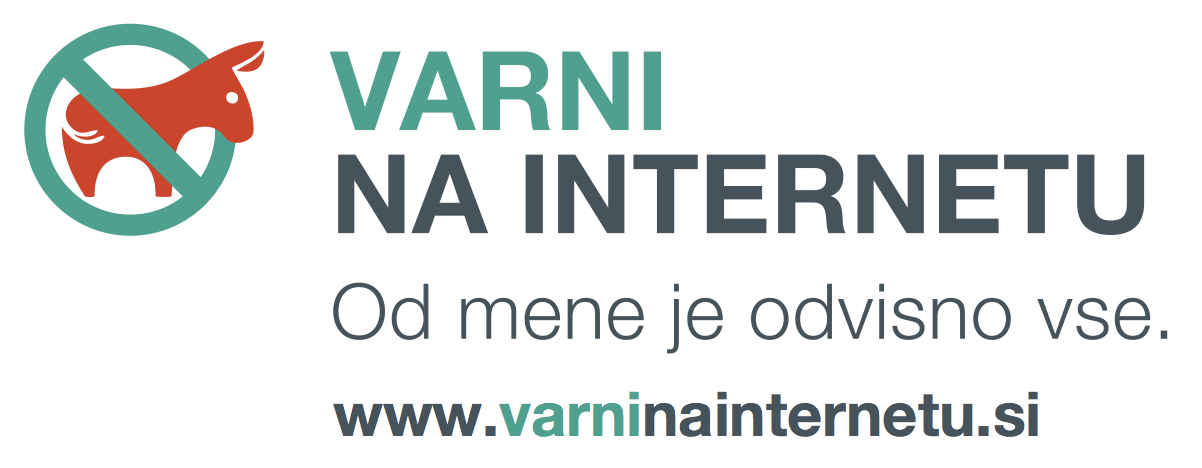 VARNI
NA INTERNETU
Od mene je odvisno vse.
www.varninainternetu.si